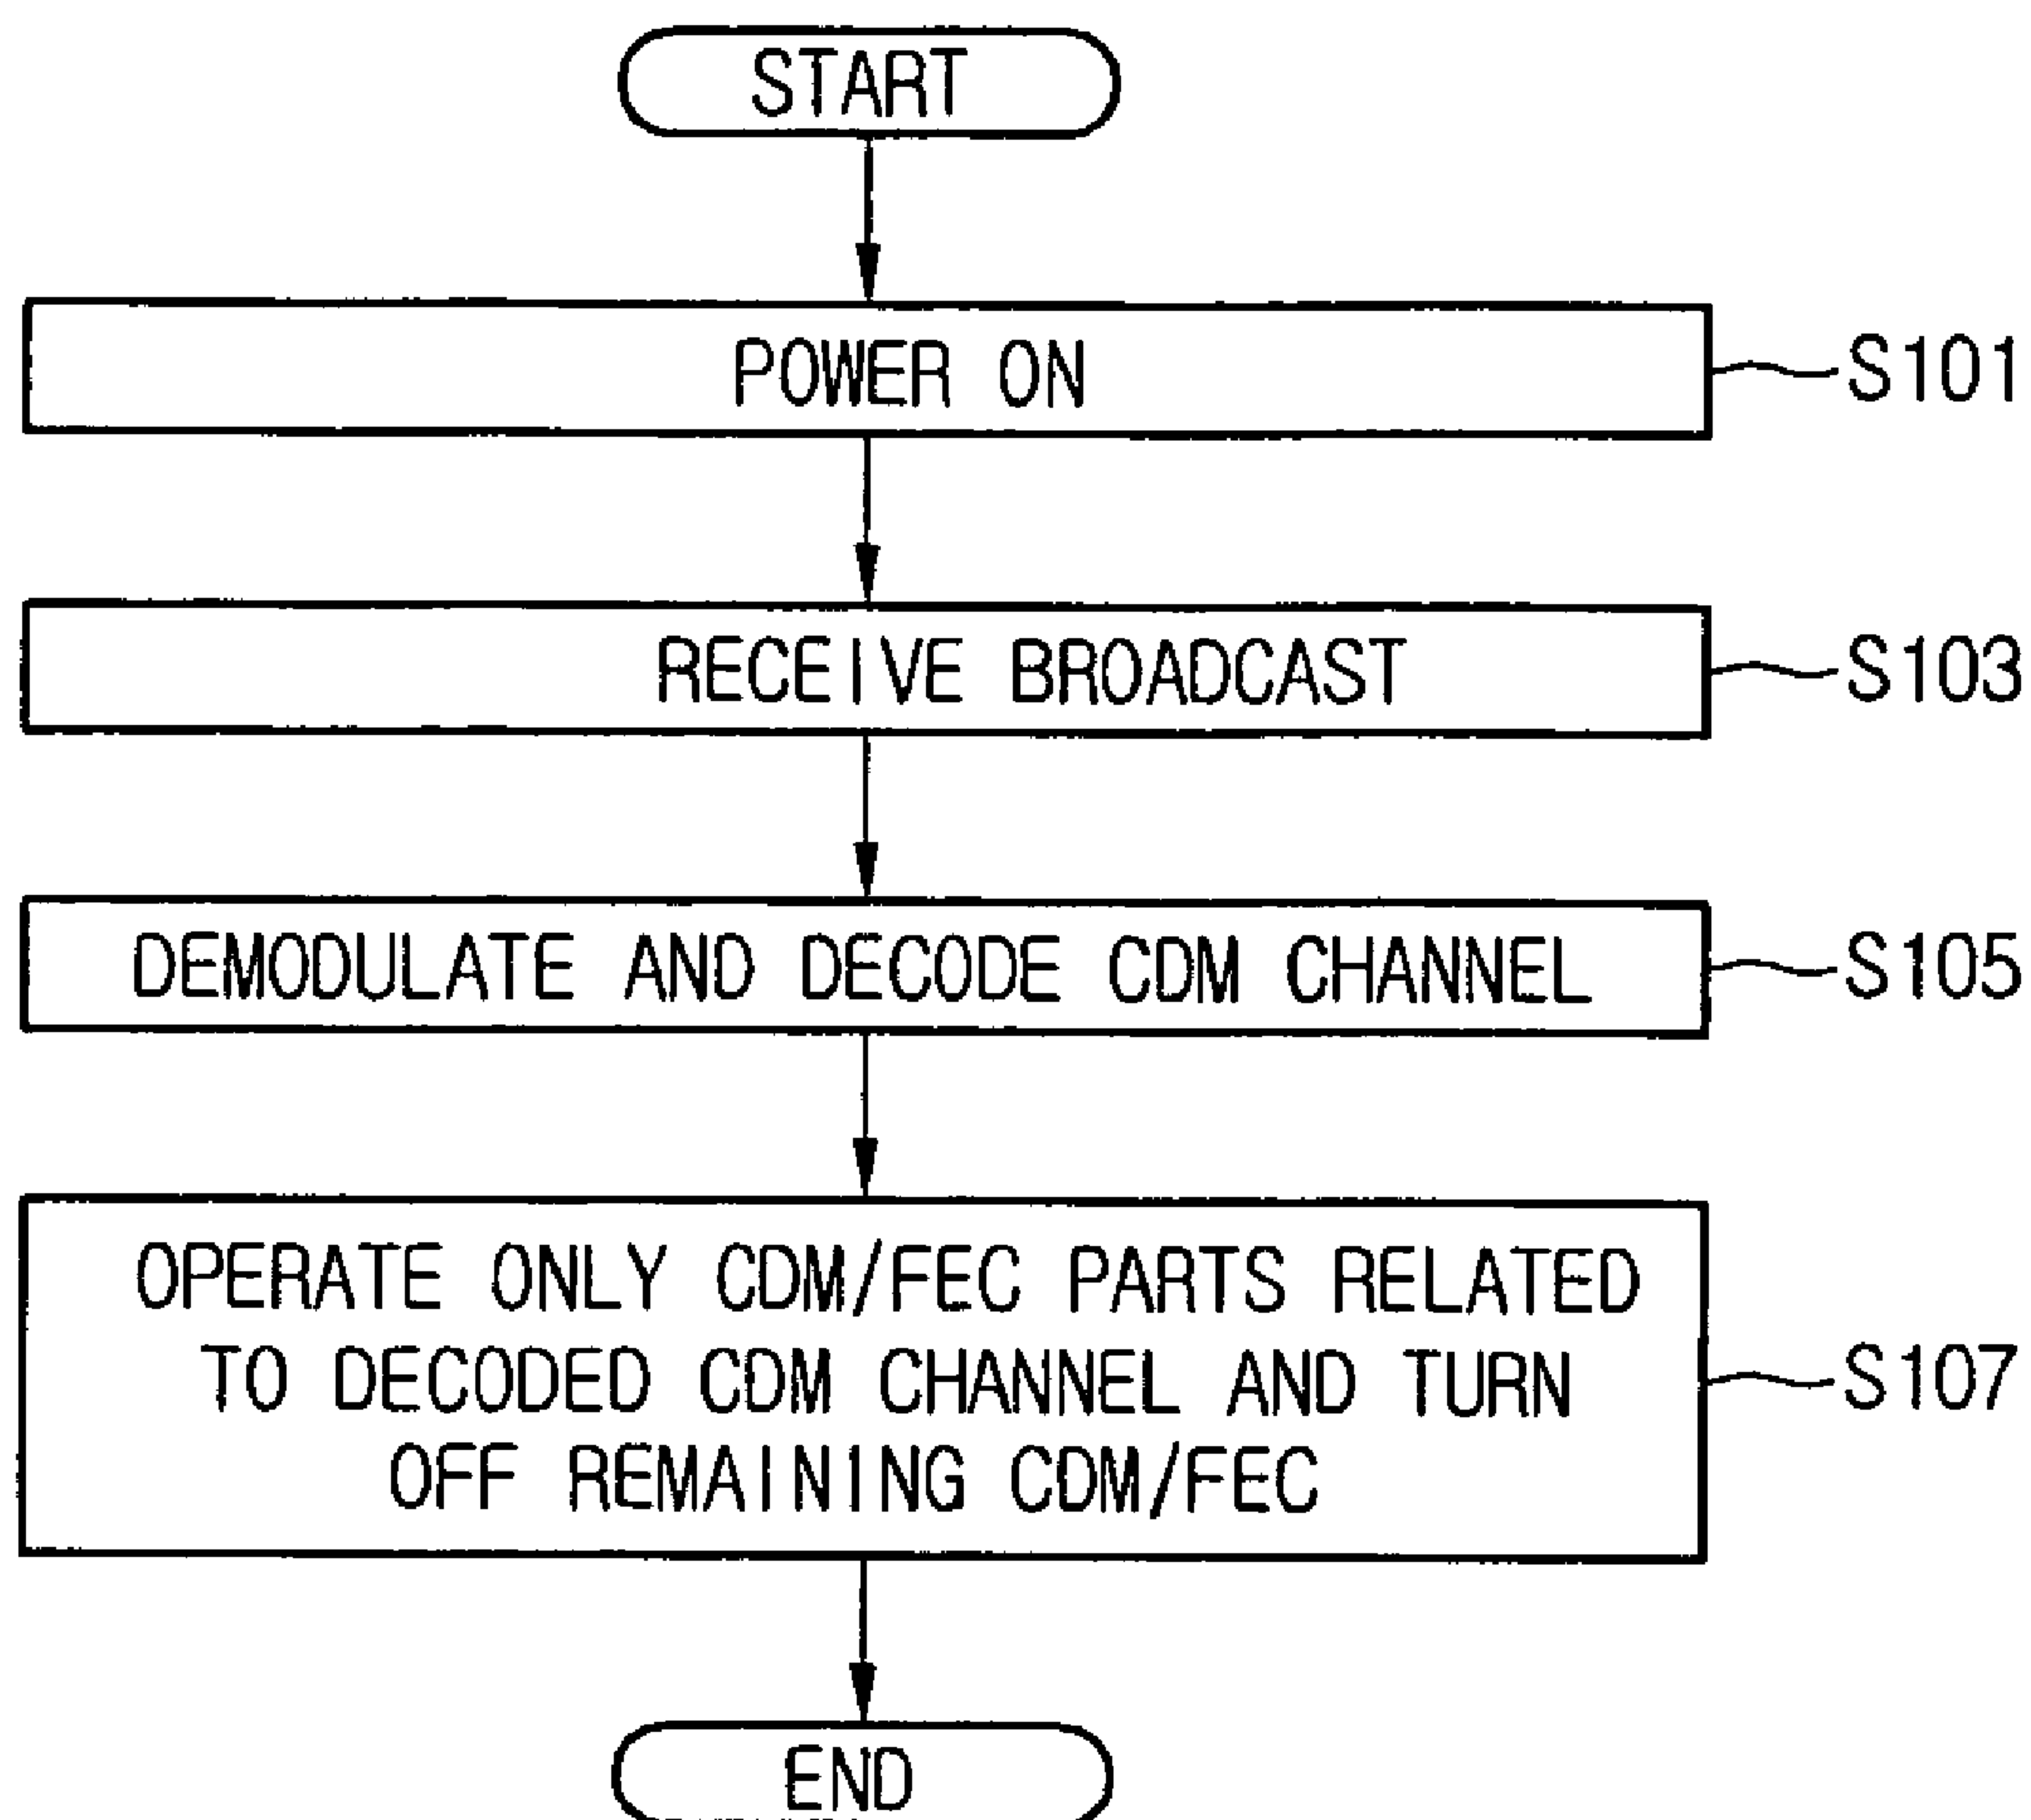 START
POWER ON
S101
RECEIVE BROADCAST
S103
DEMODULATE AND DECODE CDM CHANNEL
S105
OPERATE ONLY CDM/FEC PARTS RELATED
TO DECODED CDM CHANNEL AND TURN
OFF REMAINING CDM/FEC
S107
END